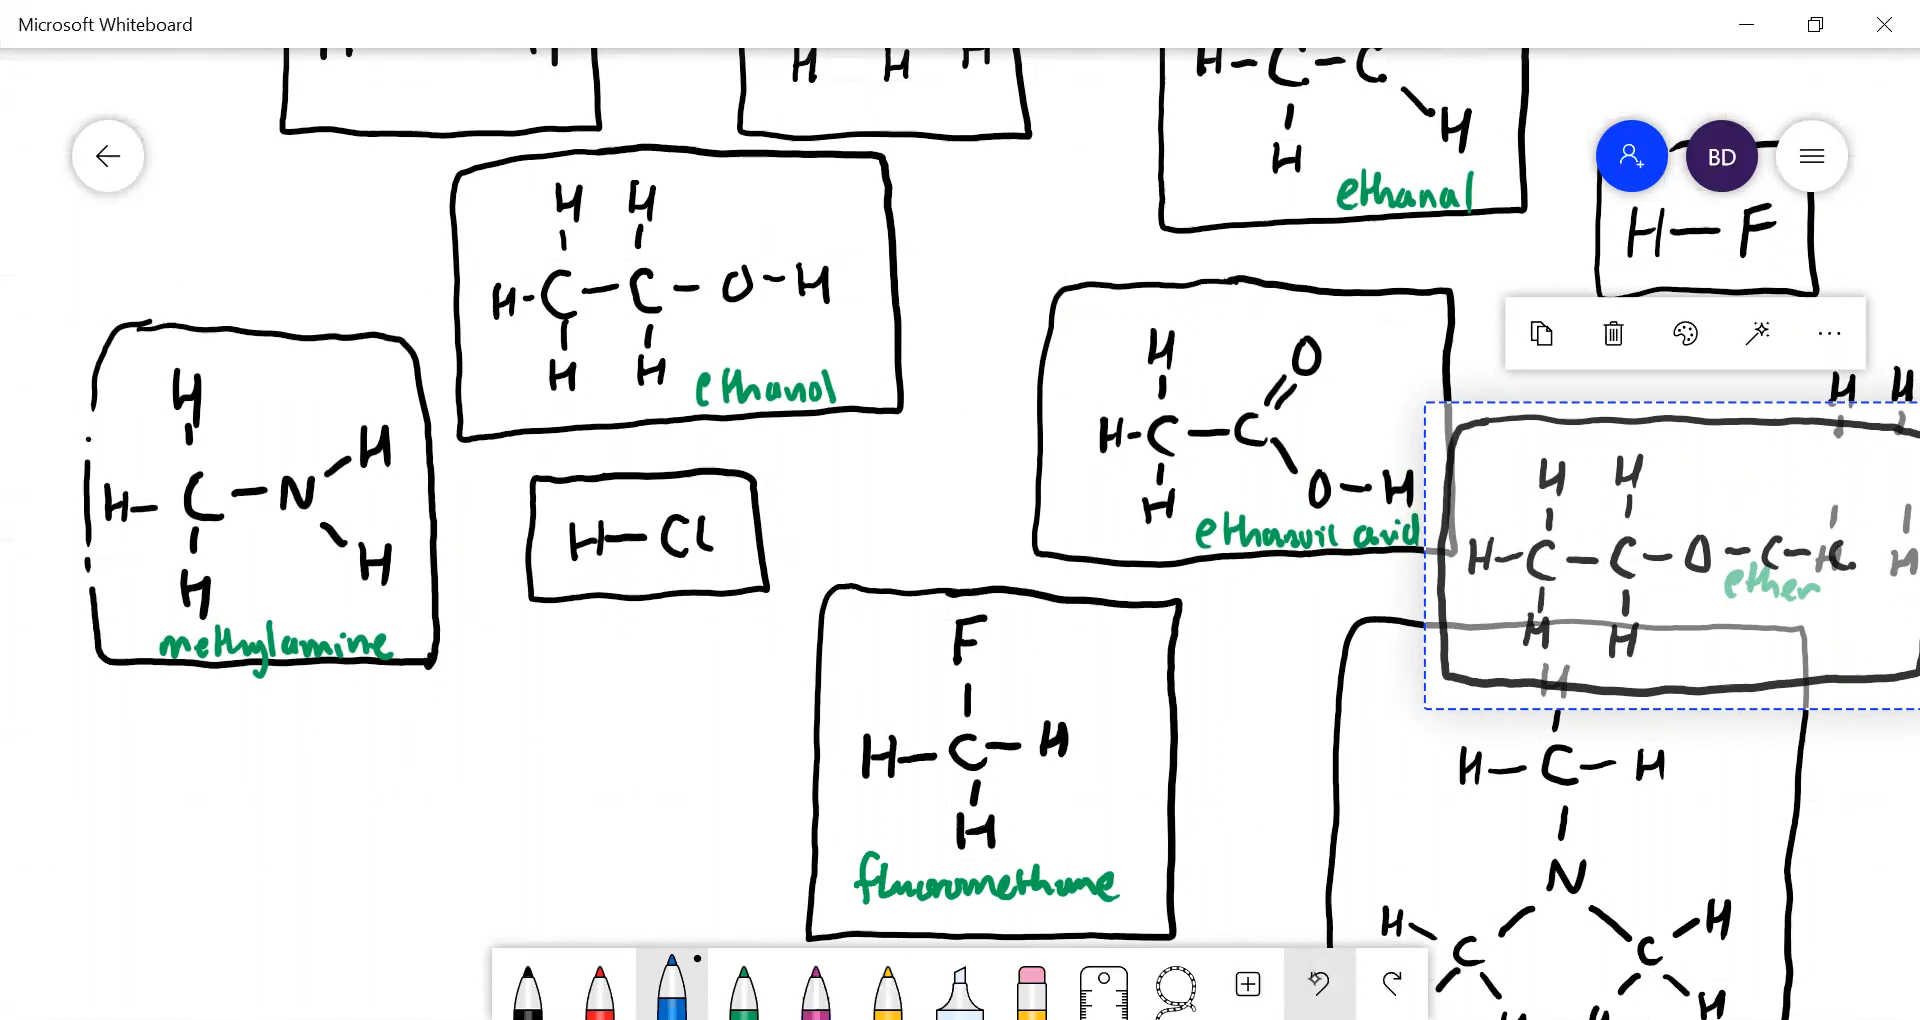 Microsoft Whiteboard
H H H
H-C-C
H
H
ethanal
BD
H-F
H H
H-C-C-O-H
H H
ethanol
H
H-C-N
H
H
H
methylamine
H-Cl
H
O
H-C-C
O-H
H
ethanoic acid
H H
H H
H-C-C-O-C-C
H H
H H
ether
F
H-C-H
H
fluoromethane
H
H-C-H
N
H C C H
H